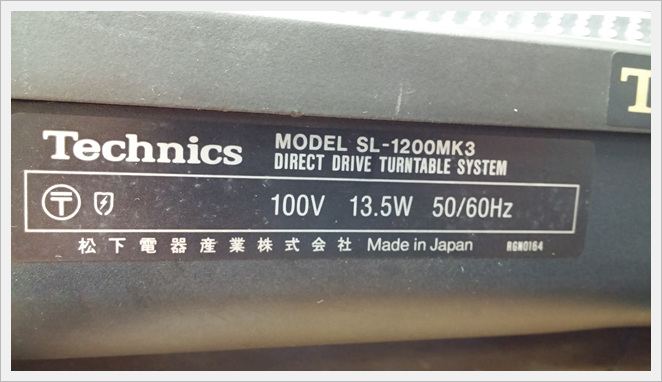 Technics
MODEL SL-1200MK3
DIRECT DRIVE TURNTABLE SYSTEM
100V 13.5W 50/60Hz
松下電器産業株式会社 Made in Japan RGN0164